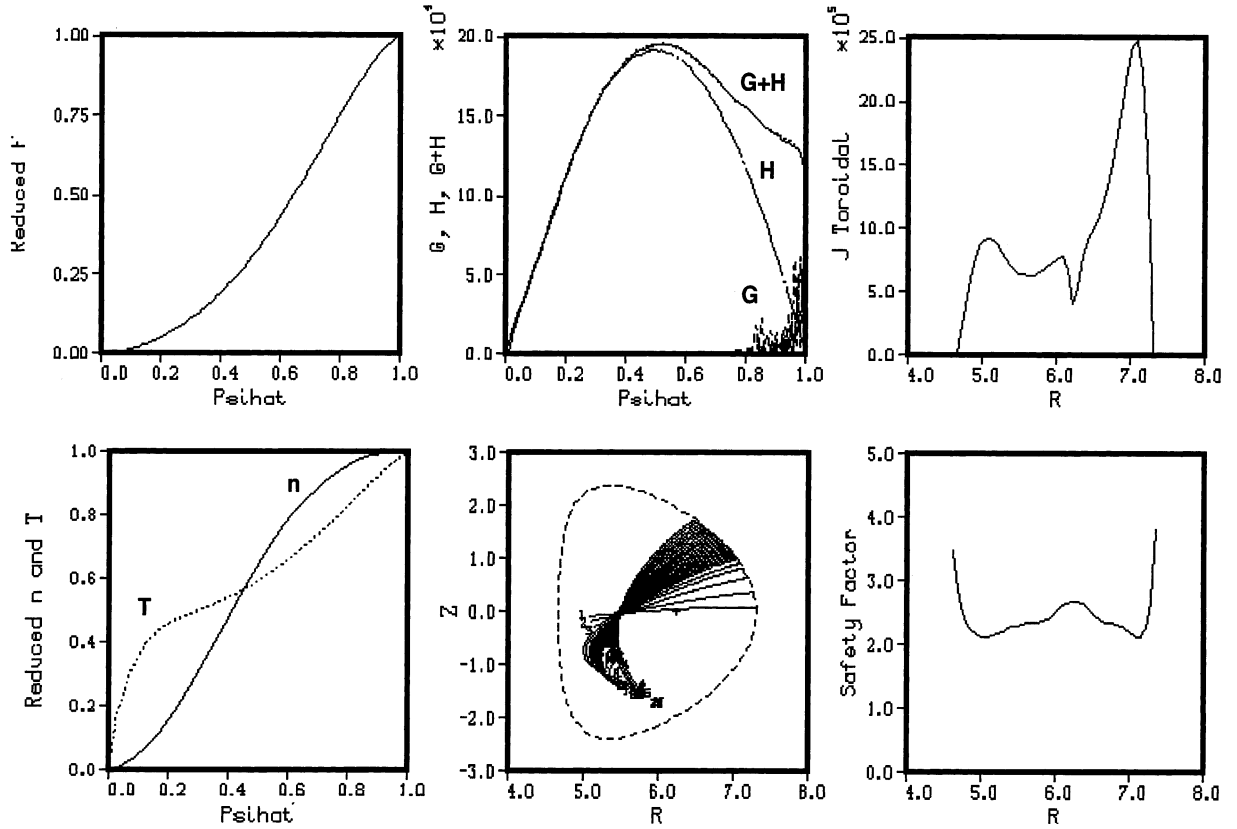 Reduced
1.00
0.75
0.50
0.25
0.00
0.0 0.2 0.4 0.6 0.8 1.0
Psihat
×10⁴
G, H, G+H
20.0
15.0
10.0
5.0
0.0
G+H
H
G
0.0 0.2 0.4 0.6 0.8 1.0
Psihat
×10⁵
J Toroidal
25.0
20.0
15.0
10.0
5.0
0.0
4.0 5.0 6.0 7.0 8.0
R
Reduced n and T
1.0
0.8
0.6
0.4
0.2
0.0
n
T
0.0 0.2 0.4 0.6 0.8 1.0
Psihat
Z
3.0
2.0
1.0
0.0
-1.0
-2.0
-3.0
4.0 5.0 6.0 7.0 8.0
R
Safety Factor
5.0
4.0
3.0
2.0
1.0
0.0
4.0 5.0 6.0 7.0 8.0
R